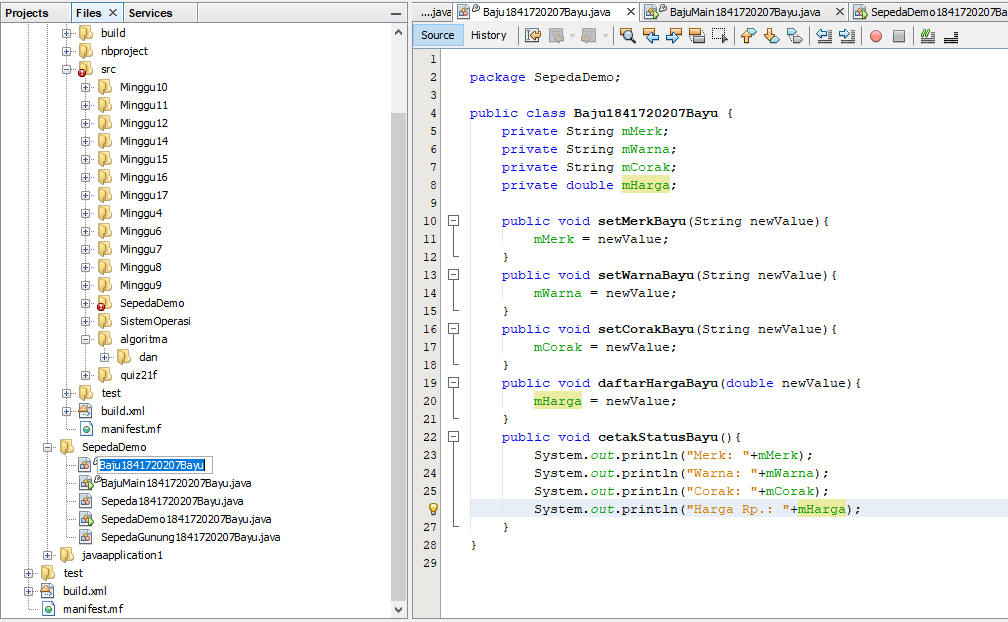 Projects Files Services
build
nbproject
src
Minggu10
Minggu11
Minggu12
Minggu14
Minggu15
Minggu16
Minggu17
Minggu4
Minggu6
Minggu7
Minggu8
Minggu9
SepedaDemo
SistemOperasi
algoritma
dan
quiz21f
test
build.xml
manifest.mf
SepedaDemo
Baju1841720207Bayu
BajuMain1841720207Bayu.java
Sepeda1841720207Bayu.java
SepedaDemo1841720207Bayu.java
SepedaGunung1841720207Bayu.java
javaapplication1
test
build.xml
manifest.mf
....java Baju1841720207Bayu.java BajuMain1841720207Bayu.java SepedaDemo1841720207Bayu
Source History
1
2 package SepedaDemo;
3
4 public class Baju1841720207Bayu {
5 private String mMerk;
6 private String mWarna;
7 private String mCorak;
8 private double mHarga;
9
10 public void setMerkBayu(String newValue){
11 mMerk = newValue;
12 }
13 public void setWarnaBayu(String newValue){
14 mWarna = newValue;
15 }
16 public void setCorakBayu(String newValue){
17 mCorak = newValue;
18 }
19 public void daftarHargaBayu(double newValue){
20 mHarga = newValue;
21 }
22 public void cetakStatusBayu(){
23 System.out.println("Merk: "+mMerk);
24 System.out.println("Warna: "+mWarna);
25 System.out.println("Corak: "+mCorak);
System.out.println("Harga Rp.: "+mHarga);
27 }
28 }
29